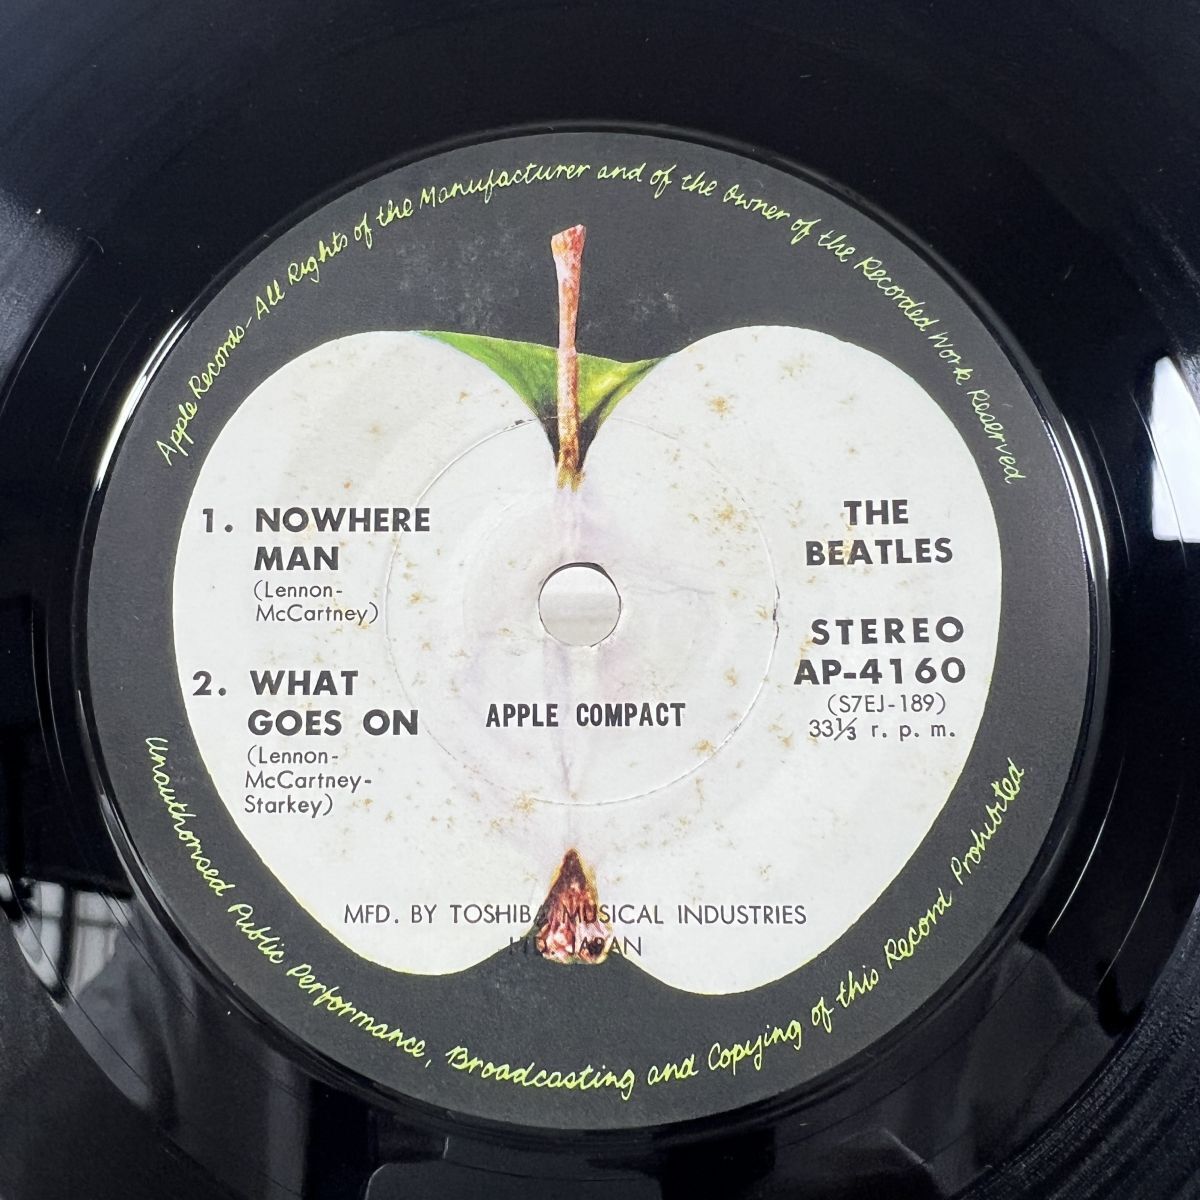 Apple Records-All Rights of the Manufacturer and of the Owner of the Recorded Work Reserved
1. NOWHERE
MAN
(Lennon-
McCartney)
2. WHAT
GOES ON
(Lennon-
McCartney-
Starkey)
APPLE COMPACT
THE
BEATLES
STEREO
AP-4160
(S7EJ-189)
33⅓ r. p. m.
MFD. BY TOSHIBA MUSICAL INDUSTRIES
LTD. JAPAN
Unauthorised Public Performance, Broadcasting and Copying of this Record Prohibited